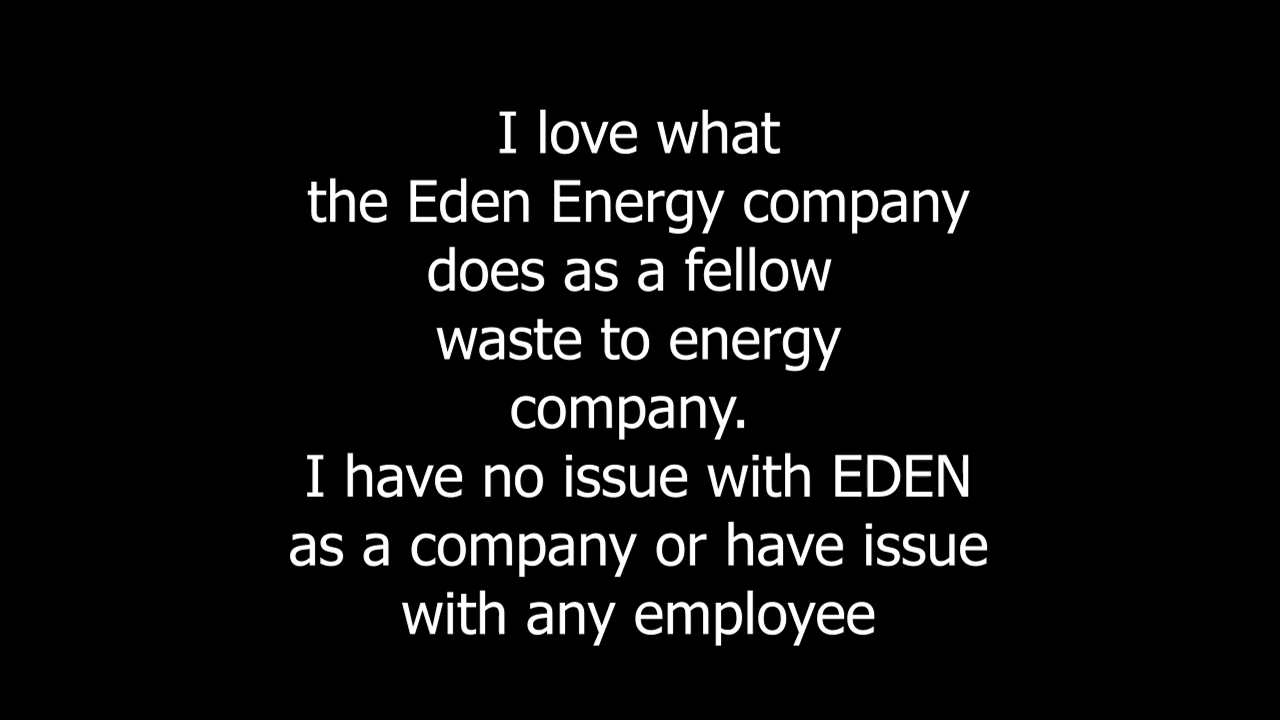 I love what
the Eden Energy company
does as a fellow
waste to energy
company.
I have no issue with EDEN
as a company or have issue
with any employee